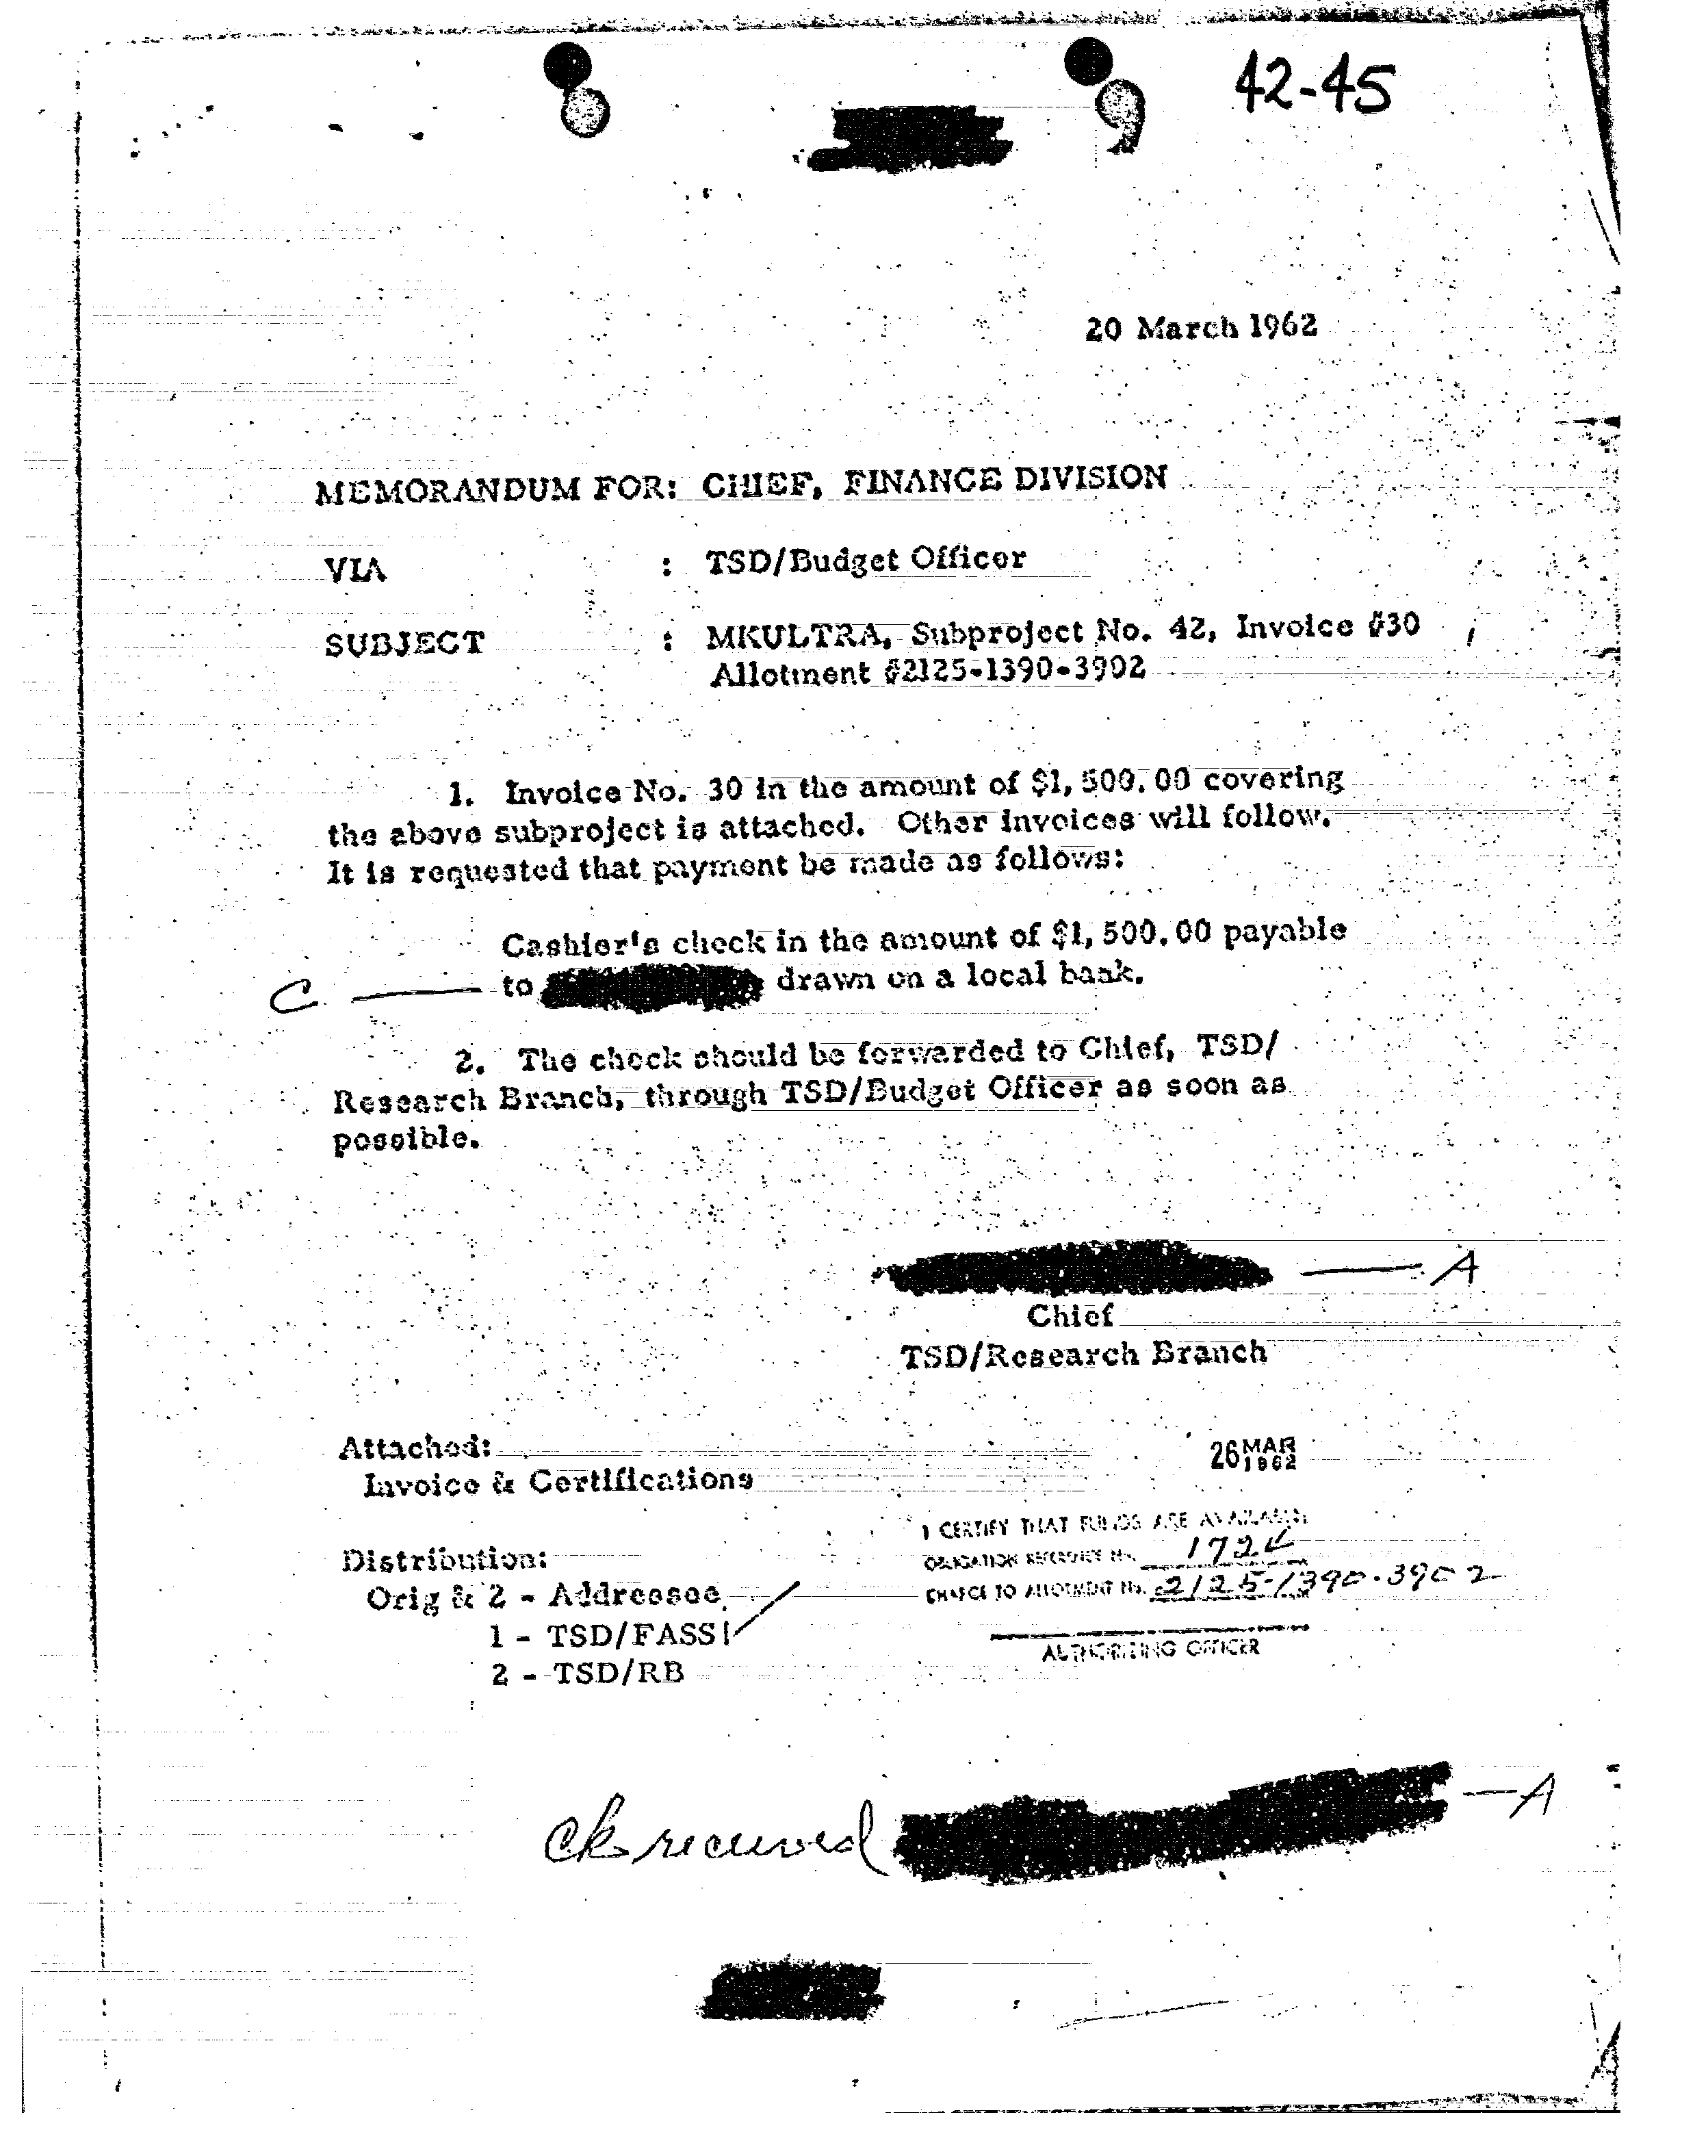 42-45
20 March 1962
MEMORANDUM FOR: CHIEF, FINANCE DIVISION
VIA : TSD/Budget Officer
SUBJECT : MKULTRA, Subproject No. 42, Invoice #30
Allotment #2125-1390-3902
1. Invoice No. 30 in the amount of $1,500.00 covering
the above subproject is attached. Other invoices will follow.
It is requested that payment be made as follows:
Cashier's check in the amount of $1,500.00 payable
C to drawn on a local bank.
2. The check should be forwarded to Chief, TSD/
Research Branch, through TSD/Budget Officer as soon as
possible.
A
Chief
TSD/Research Branch
Attached:
Invoice & Certifications
26 MAR 1962
I CERTIFY THAT FUNDS ARE AVAILABLE
OBLIGATION REFERENCE No. 172
CHARGE TO ALLOTMENT No. 2125-1390-3902
AUTHORIZING OFFICER
Distribution:
Orig & 2 - Addressee
1 - TSD/FASS
2 - TSD/RB
ck received A